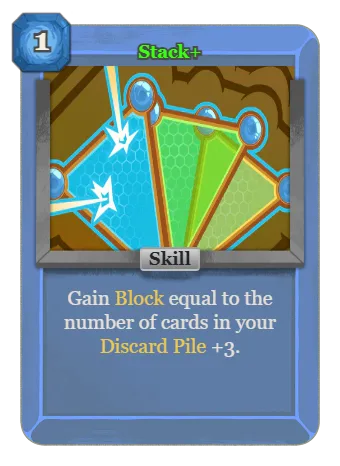 1
Stack+
Skill
Gain Block equal to the
number of cards in your
Discard Pile +3.